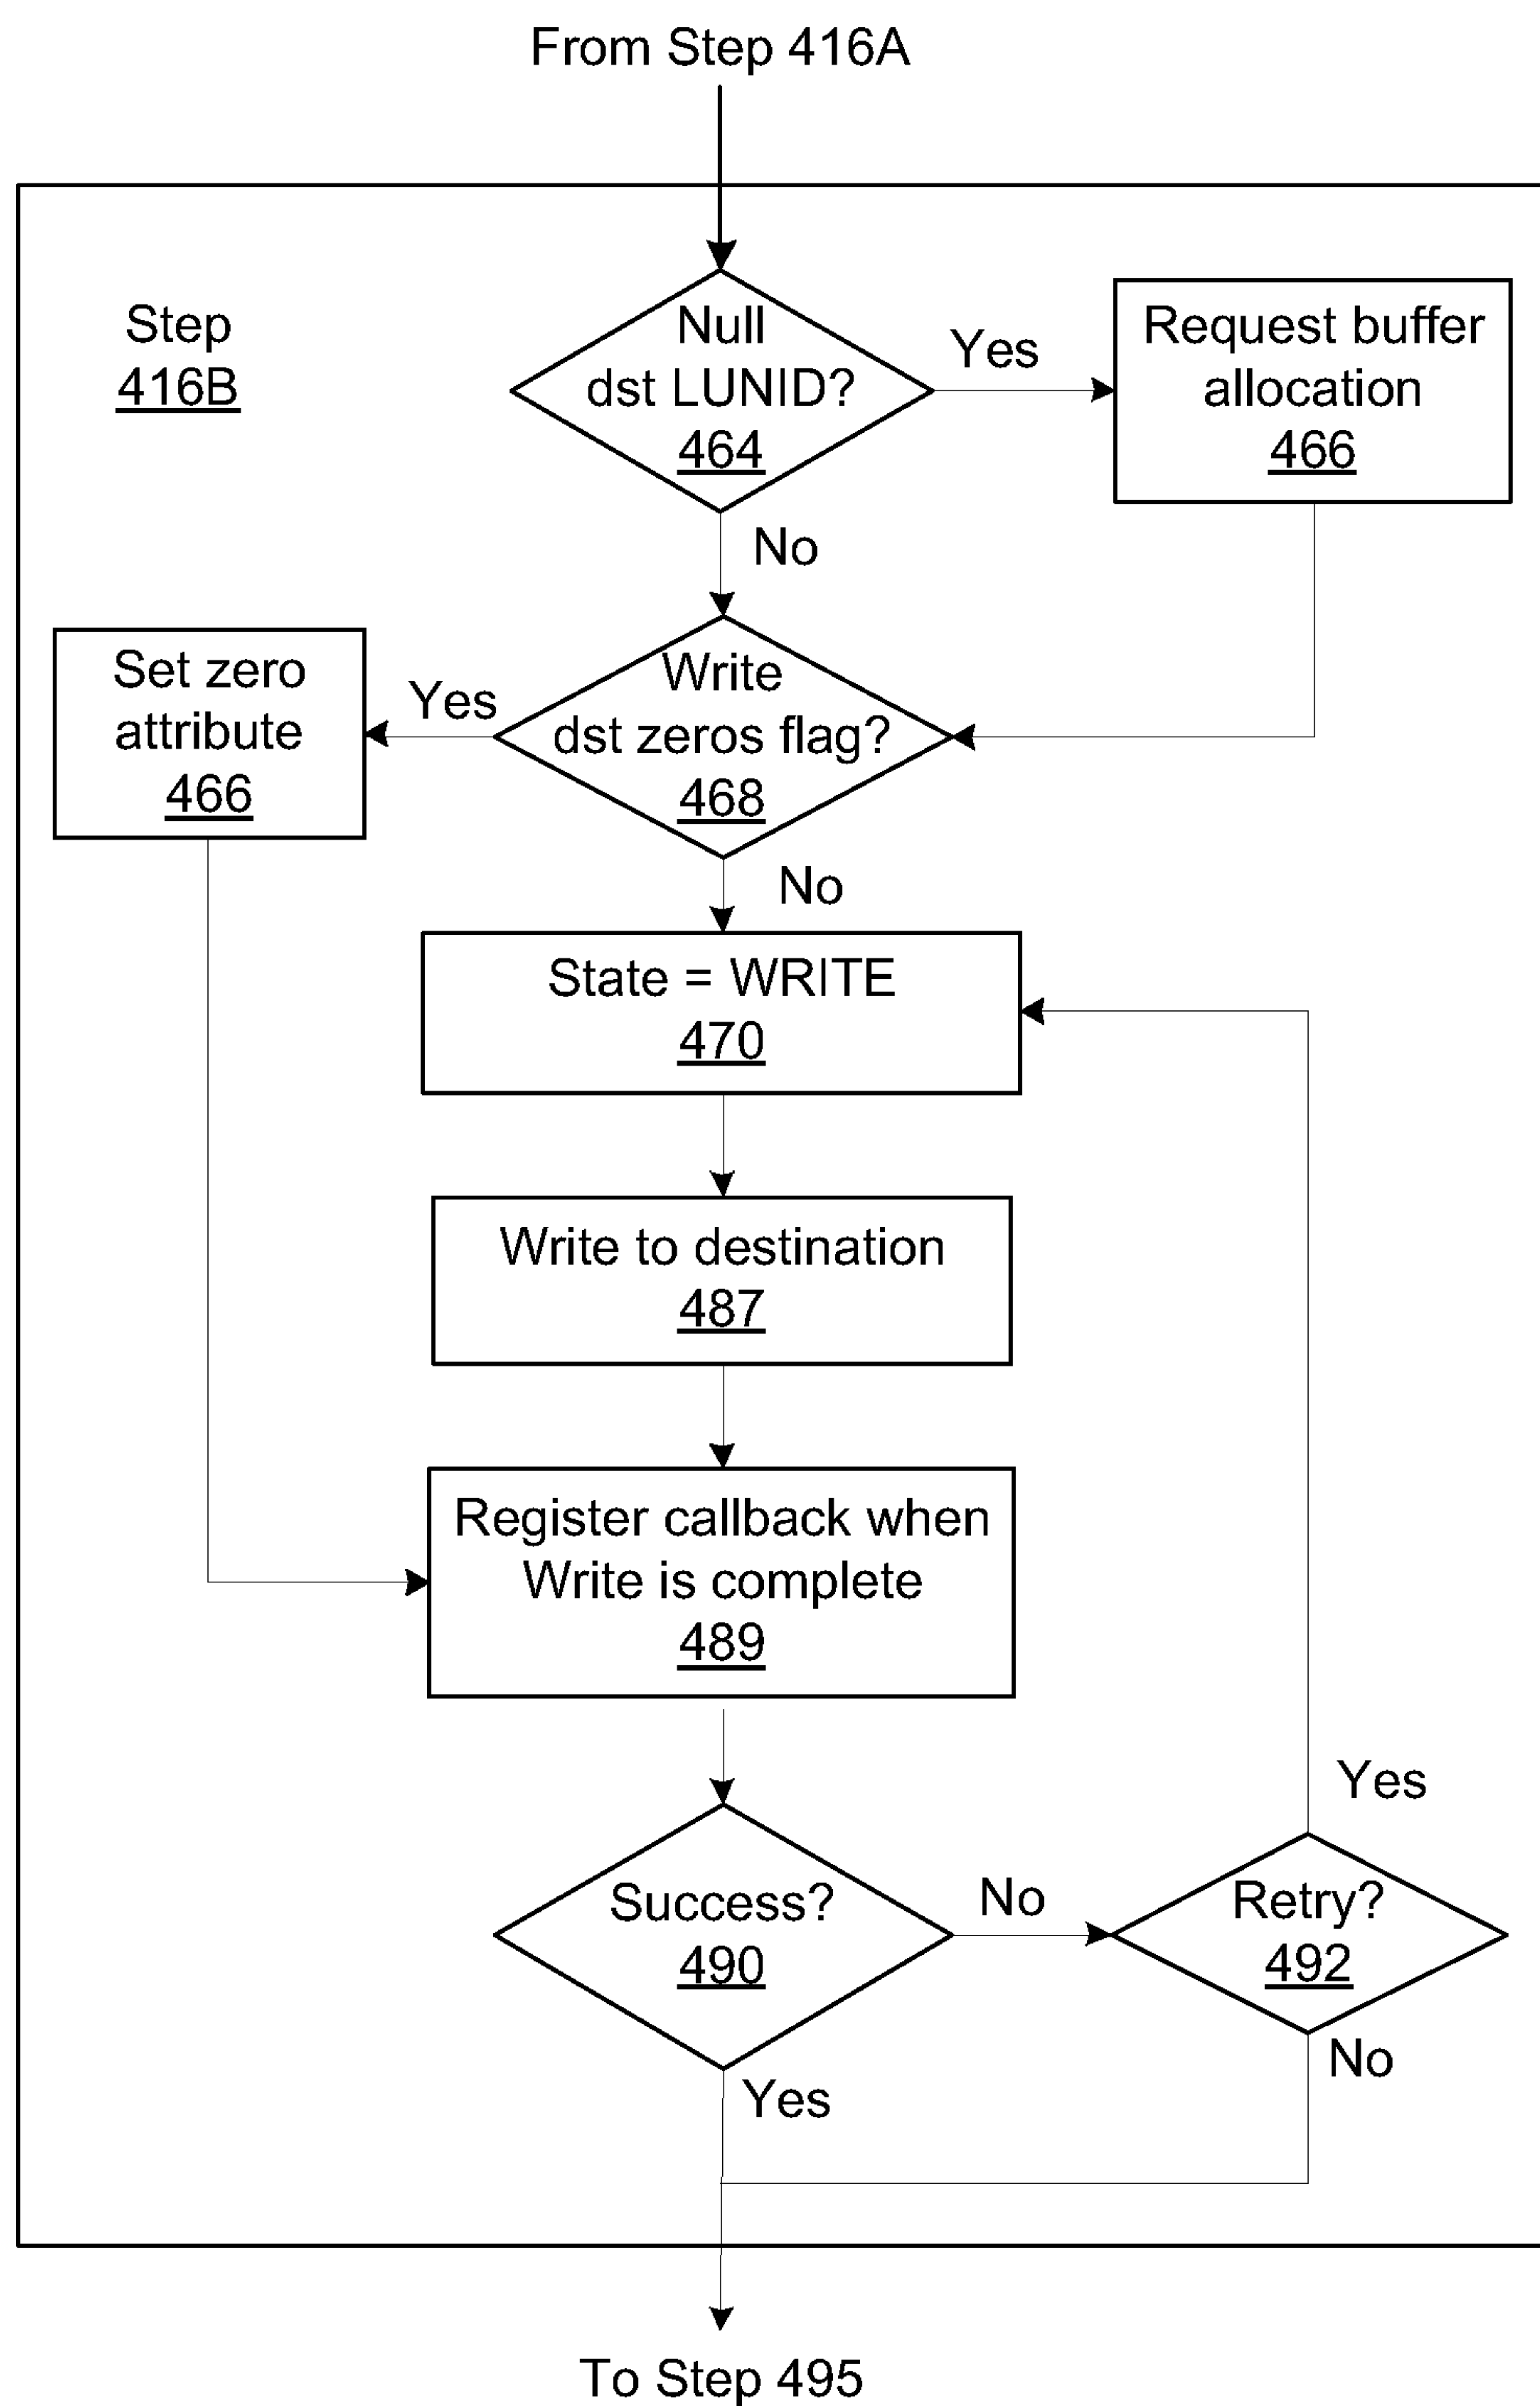 From Step 416A
Step
416B
Null
dst LUNID?
464
Yes
Request buffer
allocation
466
No
Set zero
attribute
466
Yes
Write
dst zeros flag?
468
No
State = WRITE
470
Write to destination
487
Register callback when
Write is complete
489
Yes
Success?
490
No
Retry?
492
No
Yes
To Step 495